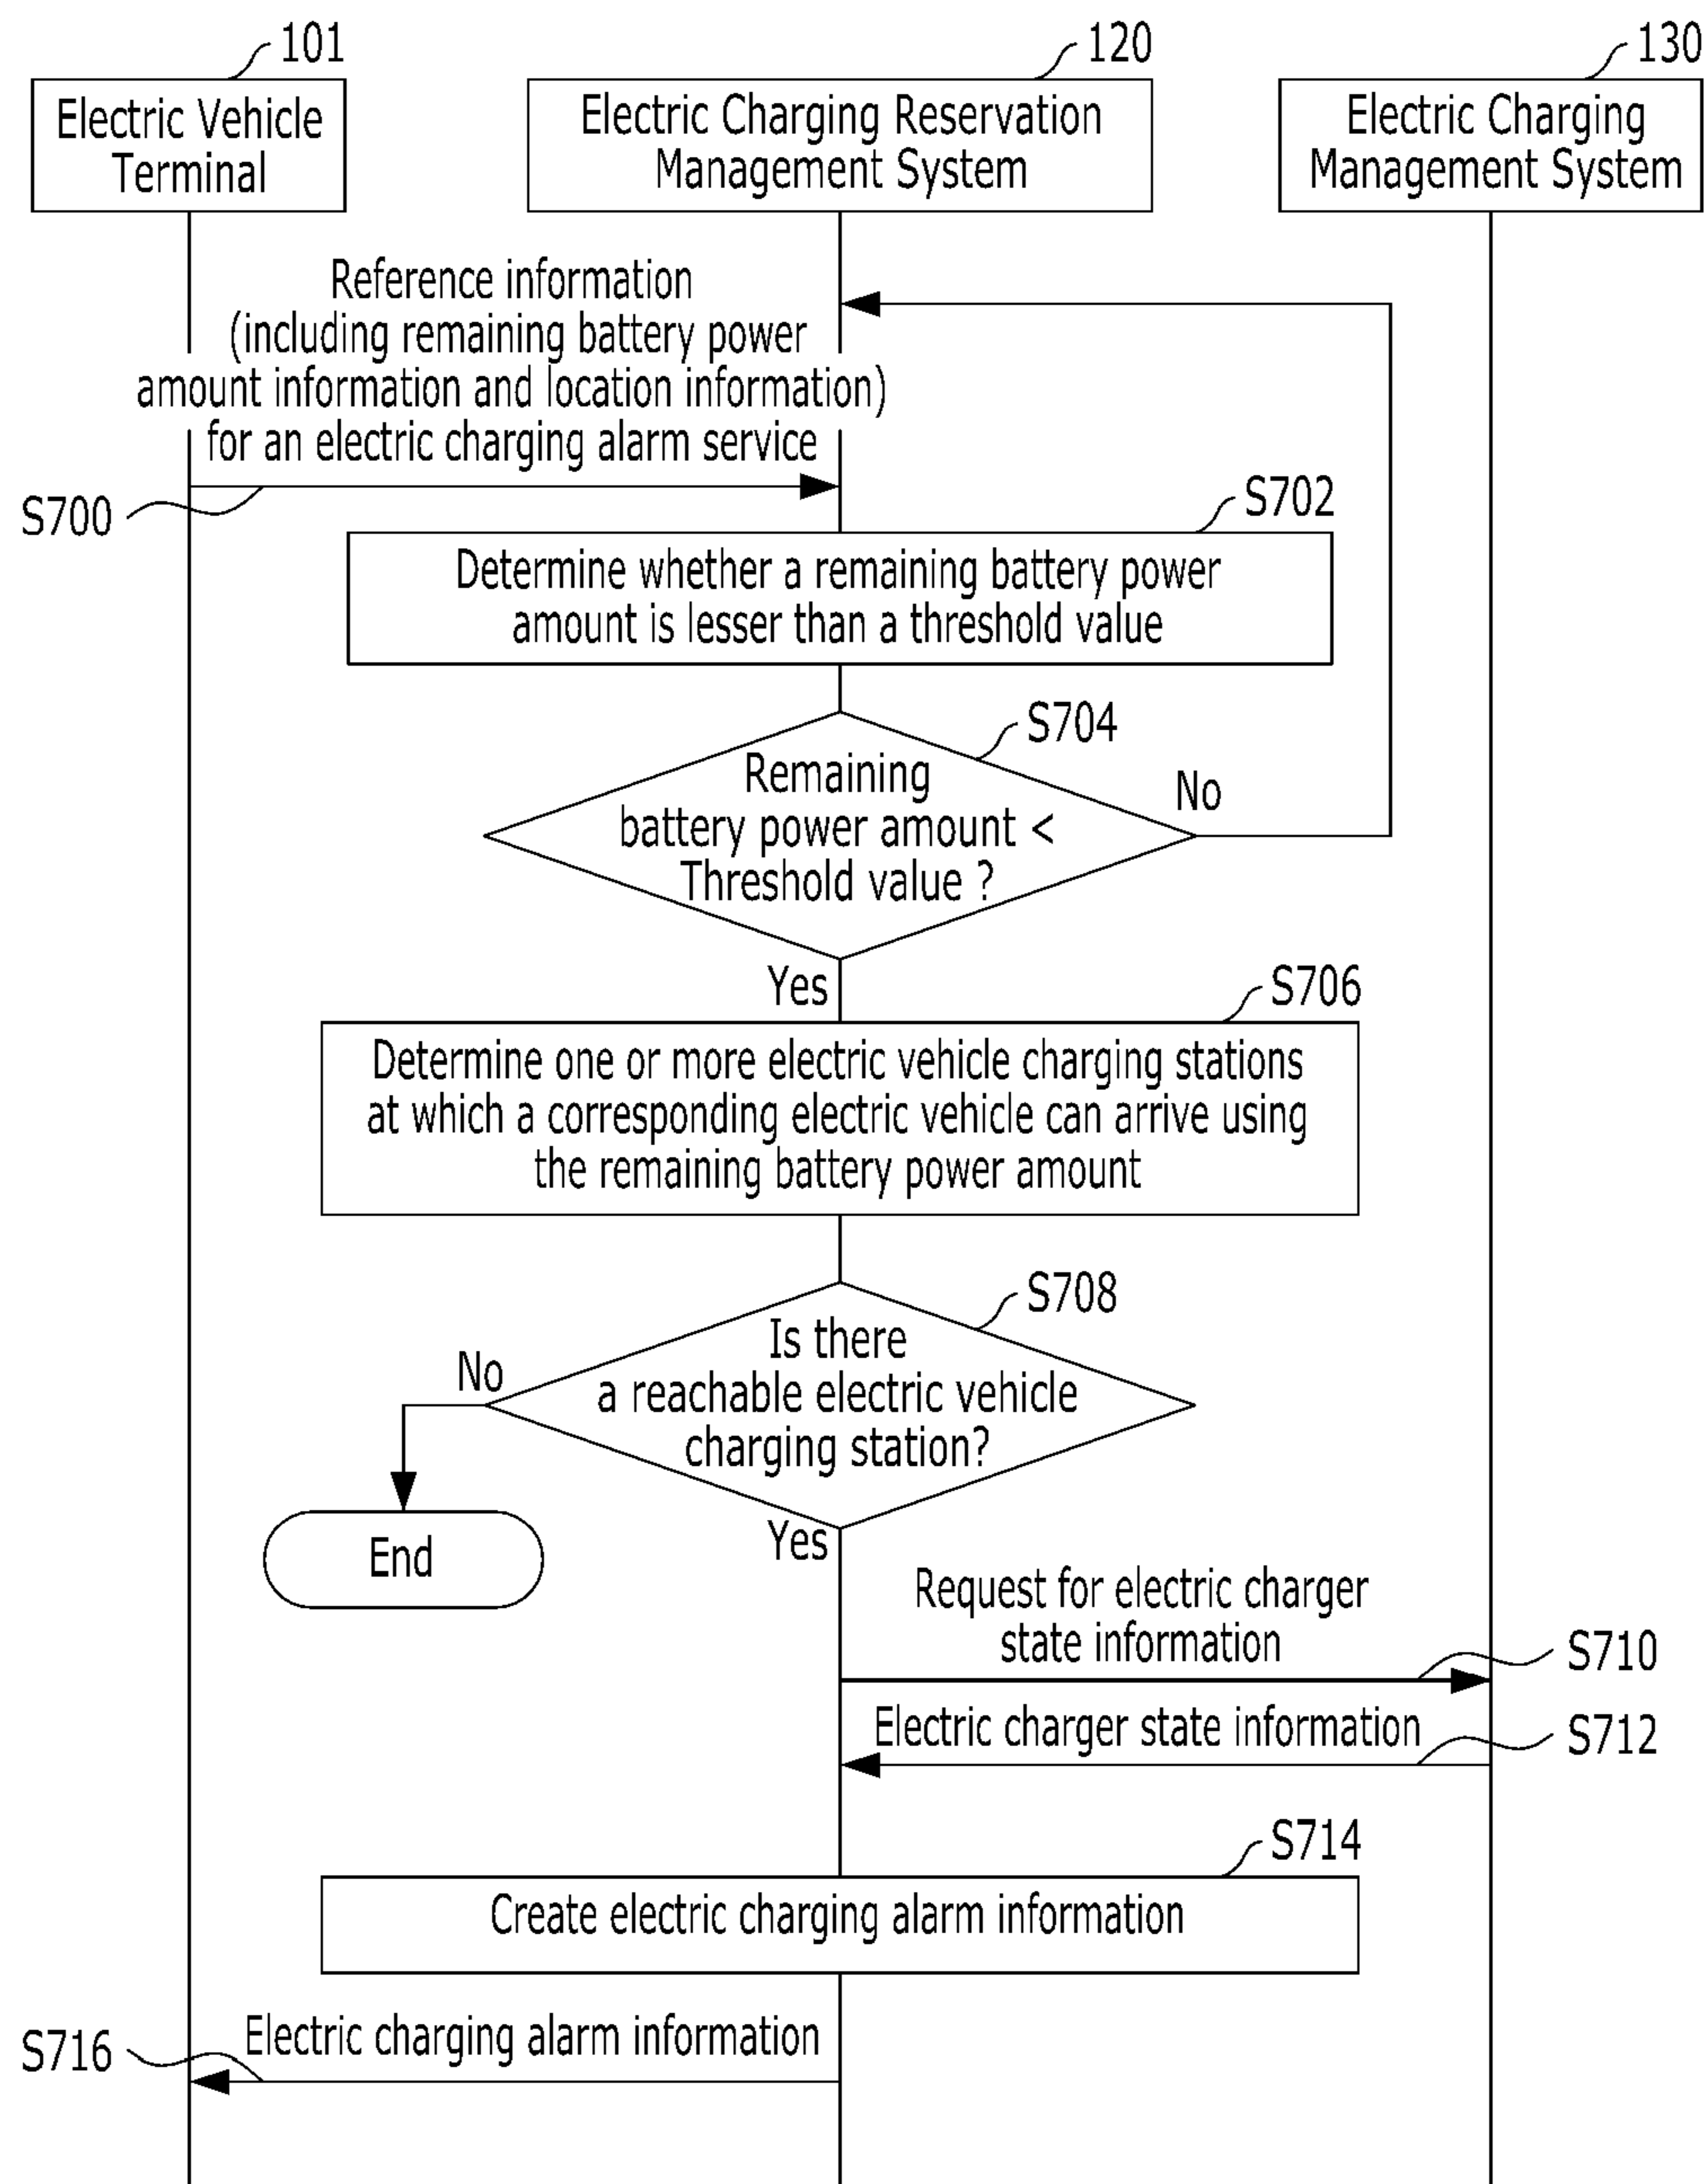 101
120
130
Electric Vehicle
Terminal
Electric Charging Reservation
Management System
Electric Charging
Management System
Reference information
(including remaining battery power
amount information and location information)
for an electric charging alarm service
S700
S702
Determine whether a remaining battery power
amount is lesser than a threshold value
S704
Remaining
battery power amount <
Threshold value ?
No
Yes
S706
Determine one or more electric vehicle charging stations
at which a corresponding electric vehicle can arrive using
the remaining battery power amount
S708
Is there
a reachable electric vehicle
charging station?
No
End
Yes
Request for electric charger
state information
S710
Electric charger state information
S712
S714
Create electric charging alarm information
Electric charging alarm information
S716